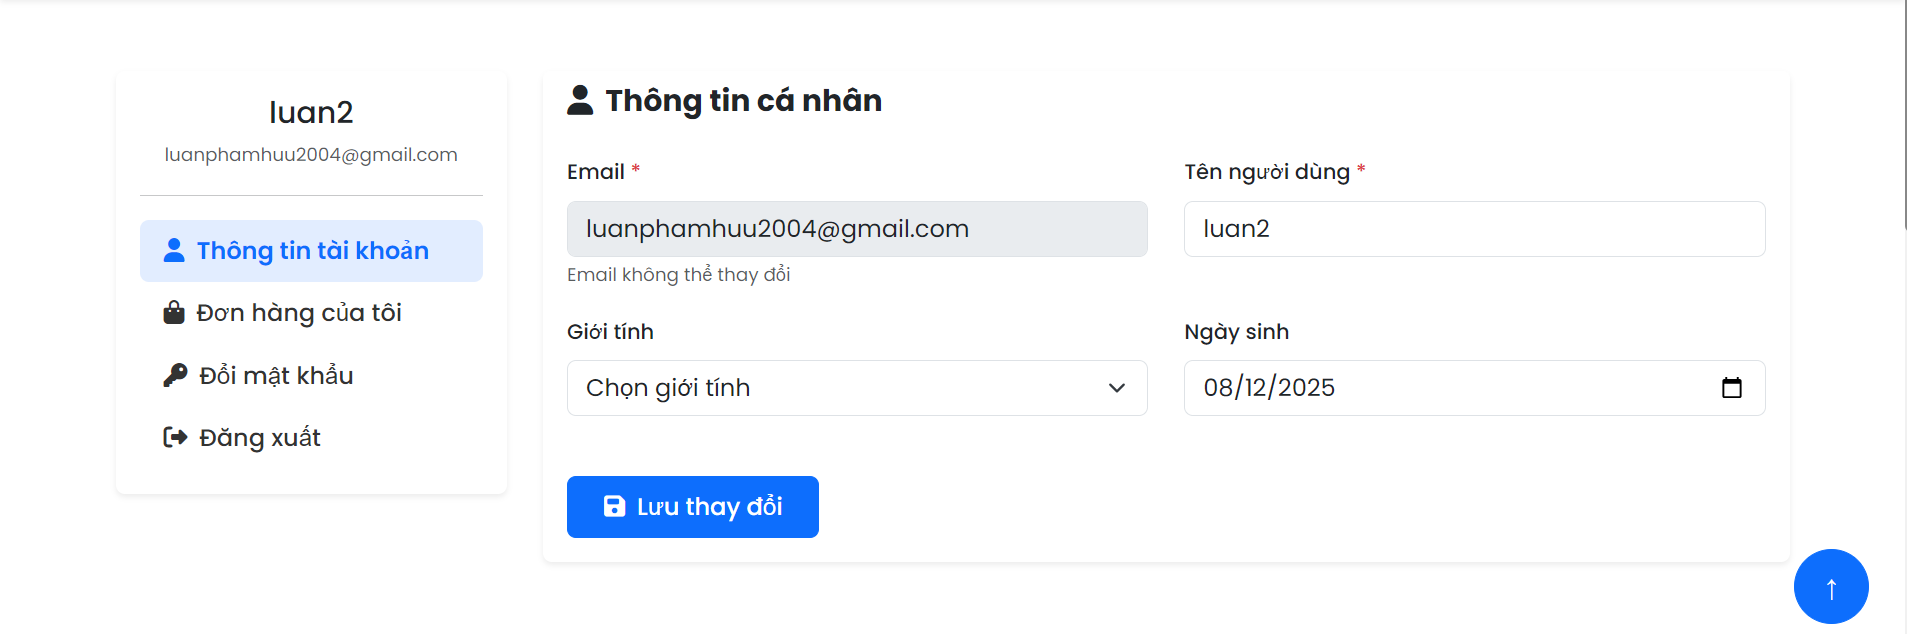 luan2
luanphamhuu2004@gmail.com
Thông tin tài khoản
Đơn hàng của tôi
Đổi mật khẩu
Đăng xuất
Thông tin cá nhân
Email *
luanphamhuu2004@gmail.com
Email không thể thay đổi
Tên người dùng *
luan2
Giới tính
Chọn giới tính
Ngày sinh
08/12/2025
Lưu thay đổi
↑